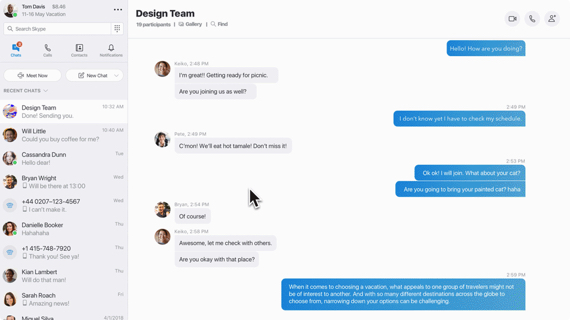 Tom Davis $8.46
11-16 May Vacation
Search Skype
Chats
Calls
Contacts
Notifications
Meet Now
New Chat
RECENT CHATS
Design Team 10:32 AM
Done! Sending you.
Will Little 10:40 AM
Could you buy coffee for me?
Cassandra Dunn Tue
Hello dear!
Bryan Wright Wed
Will be there at 13:00
+44 0207-123-4567 Wed
I can't make it.
Danielle Booker Thu
Hahahaha
+1 415-748-7920 Thu
Thank you! See ya!
Kian Lambert Thu
Will do that man!
Sarah Roach Fri
Amazing news!
Miguel Silva 4/1/2018
Design Team
19 participants | Gallery | Find
Hello! How are you doing?
Keiko, 2:46 PM
I'm great!! Getting ready for picnic.
Are you joining us as well?
2:49 PM
I don't know yet I have to check my schedule.
Pete, 2:49 PM
C'mon! We'll eat hot tamale! Don't miss it!
2:53 PM
Ok ok! I will join. What about your cat?
Are you going to bring your painted cat? haha
Bryan, 2:54 PM
Of course!
Keiko, 2:58 PM
Awesome, let me check with others.
Are you okay with that place?
2:59 PM
When it comes to choosing a vacation, what appeals to one group of travelers might not
be of interest to another. And with so many different destinations across the globe to
choose from, narrowing down your options can be challenging.